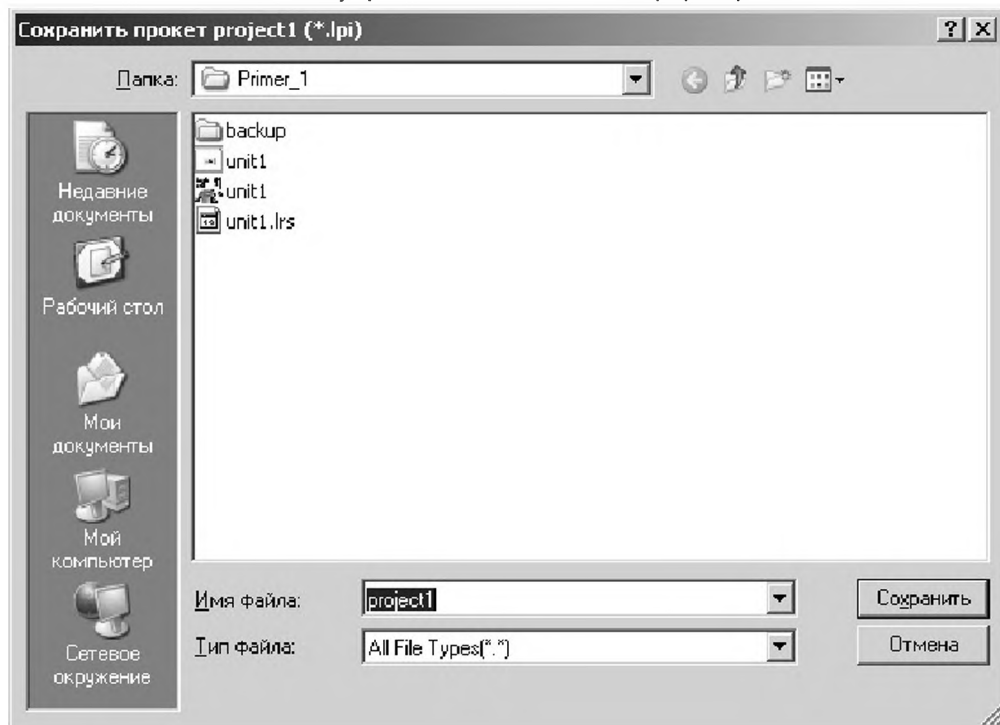 Сохранить прокет project1 (*.lpi)
Папка:
Primer_1
Недавние
документы
Рабочий стол
Мои
документы
Мой
компьютер
Сетевое
окружение
backup
unit1
unit1
unit1.lrs
Имя файла:
project1
Сохранить
Тип файла:
All File Types(*.*)
Отмена